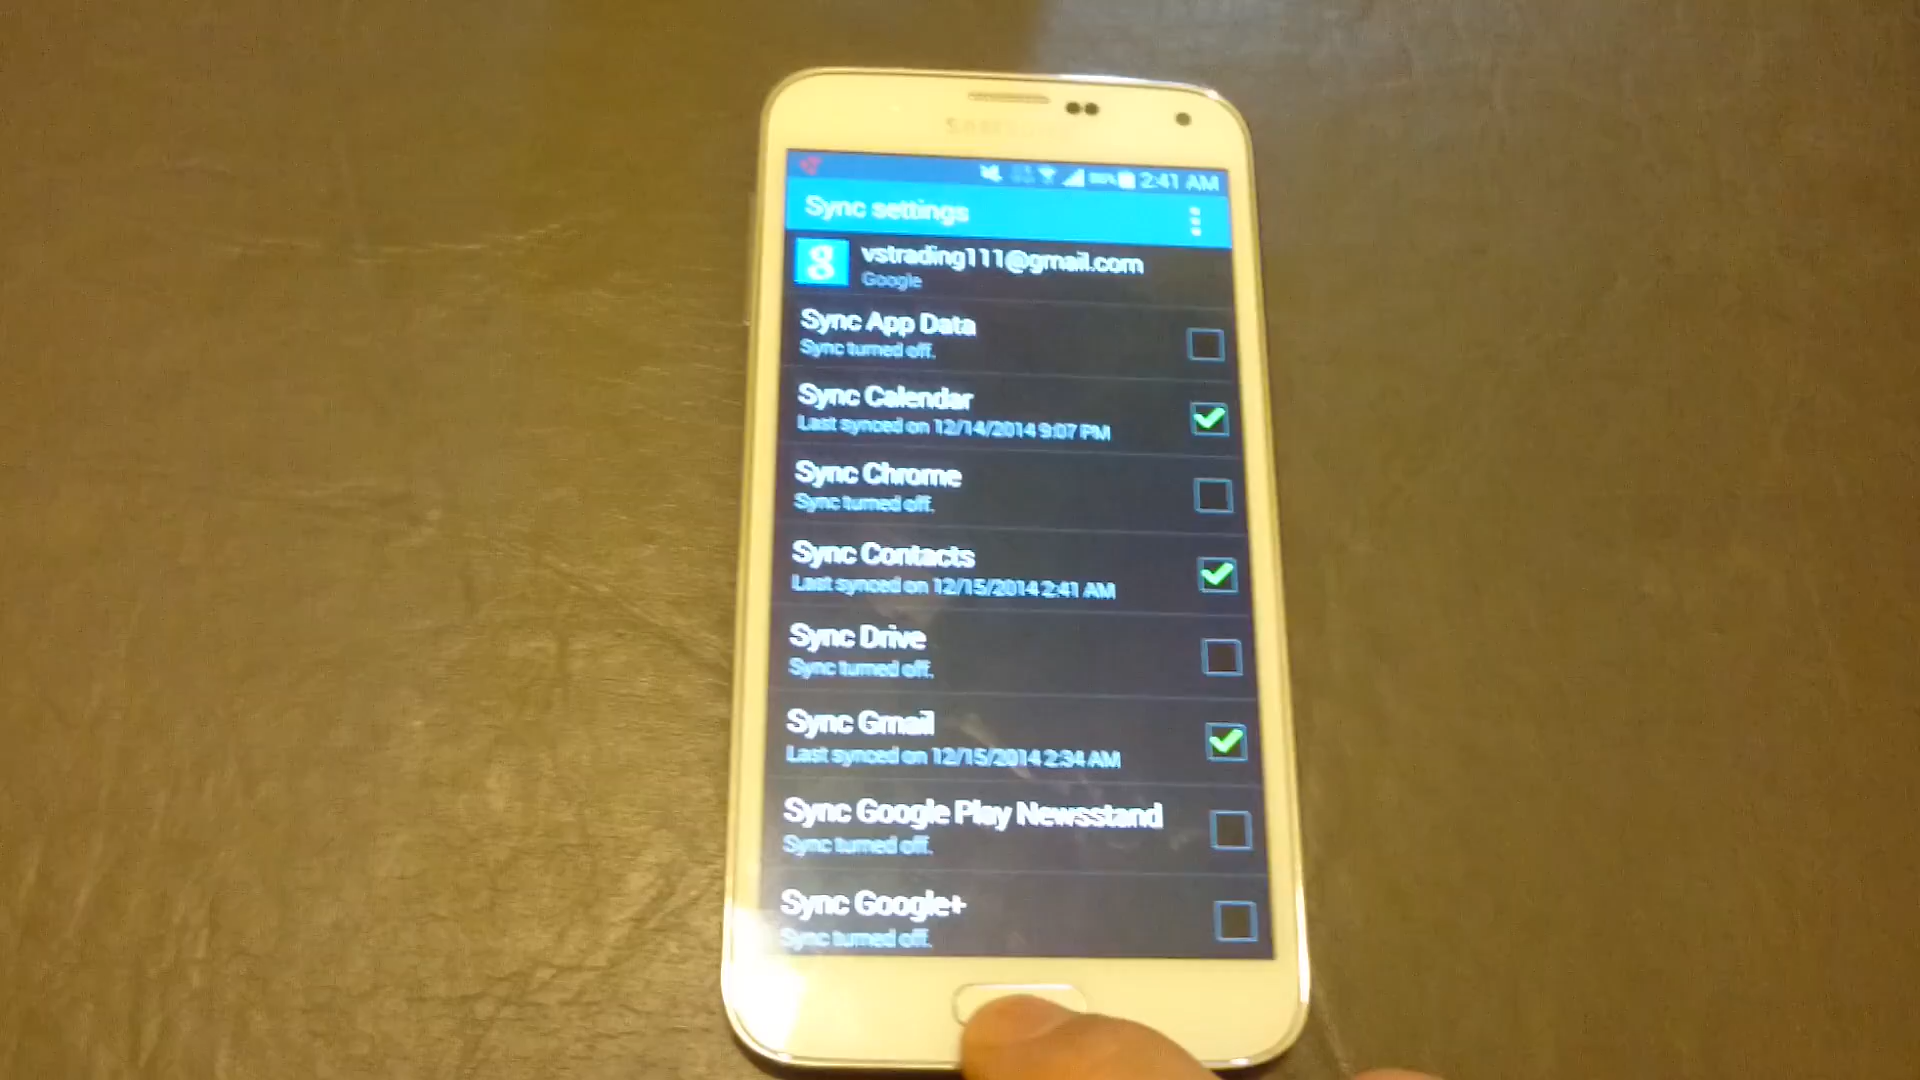 SAMSUNG
2:41 AM
Sync settings
g
vstrading111@gmail.com
Google
Sync App Data
Sync turned off.
Sync Calendar
Last synced on 12/14/2014 9:07 PM
Sync Chrome
Sync turned off.
Sync Contacts
Last synced on 12/15/2014 2:41 AM
Sync Drive
Sync turned off.
Sync Gmail
Last synced on 12/15/2014 2:34 AM
Sync Google Play Newsstand
Sync turned off.
Sync Google+
Sync turned off.